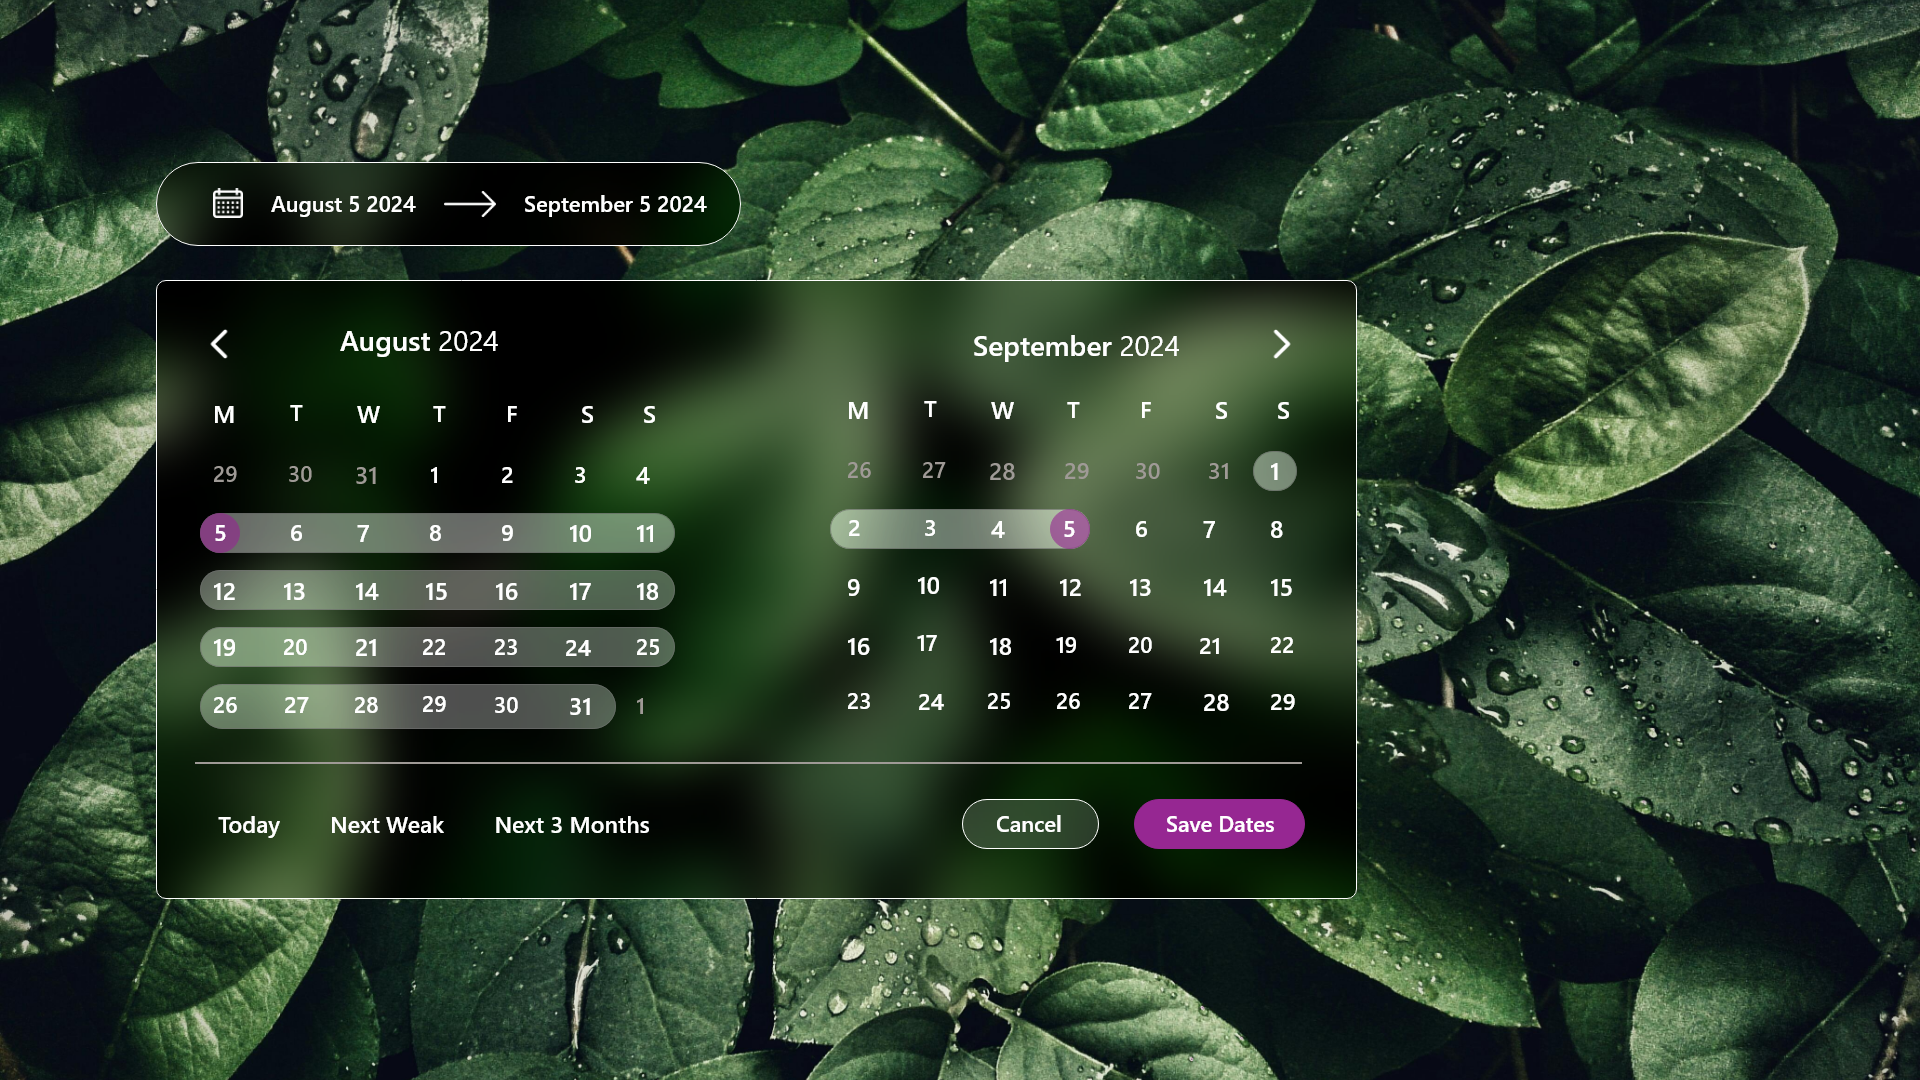 August 5 2024 September 5 2024
August 2024
M T W T F S S
29 30 31 1 2 3 4
5 6 7 8 9 10 11
12 13 14 15 16 17 18
19 20 21 22 23 24 25
26 27 28 29 30 31 1
September 2024
M T W T F S S
26 27 28 29 30 31 1
2 3 4 5 6 7 8
9 10 11 12 13 14 15
16 17 18 19 20 21 22
23 24 25 26 27 28 29
Today Next Weak Next 3 Months
Cancel Save Dates